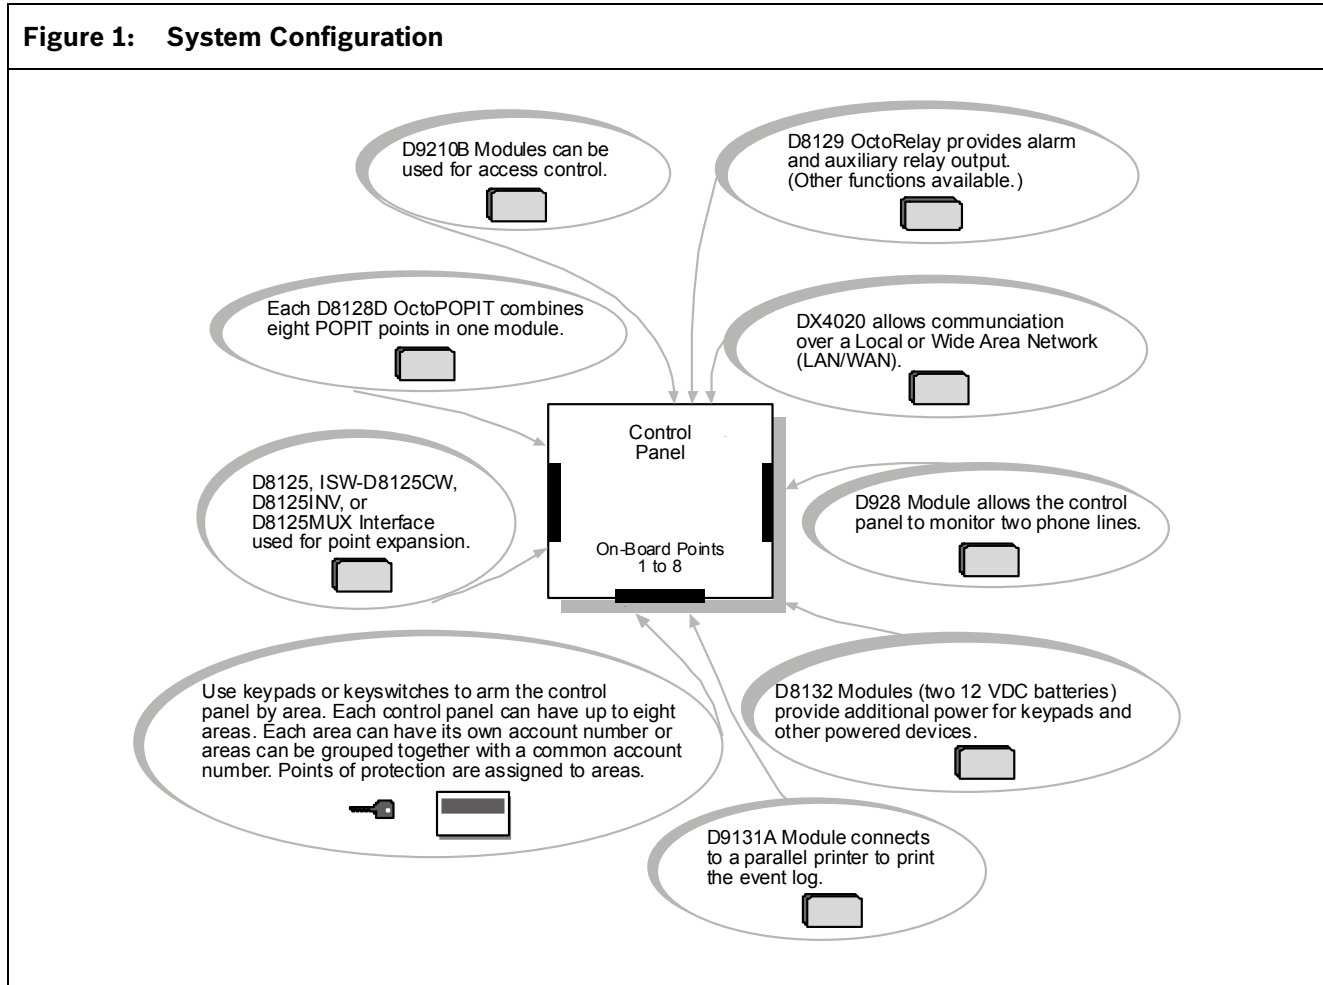 Figure 1: System Configuration
D9210B Modules can be
used for access control.
D8129 OctoRelay provides alarm
and auxiliary relay output.
(Other functions available.)
Each D8128D OctoPOPIT combines
eight POPIT points in one module.
DX4020 allows communciation
over a Local or Wide Area Network
(LAN/WAN).
Control
Panel
On-Board Points
1 to 8
D8125, ISW-D8125CW,
D8125INV, or
D8125MUX Interface
used for point expansion.
D928 Module allows the control
panel to monitor two phone lines.
Use keypads or keyswitches to arm the control
panel by area. Each control panel can have up to eight
areas. Each area can have its own account number or
areas can be grouped together with a common account
number. Points of protection are assigned to areas.
D8132 Modules (two 12 VDC batteries)
provide additional power for keypads and
other powered devices.
D9131A Module connects
to a parallel printer to print
the event log.